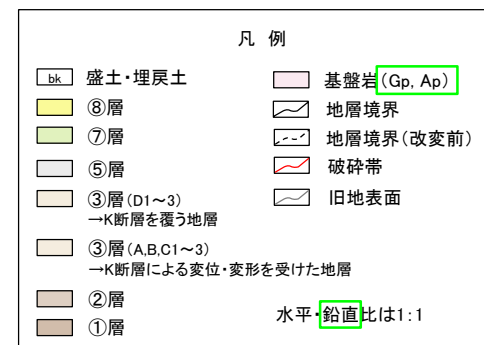 凡 例
bk 盛土・埋戻土
⑧層
⑦層
⑤層
③層(D1～3)
→K断層を覆う地層
③層(A,B,C1～3)
→K断層による変位・変形を受けた地層
②層
①層
基盤岩(Gp, Ap)
地層境界
地層境界(改変前)
破砕帯
旧地表面
水平・鉛直比は1:1